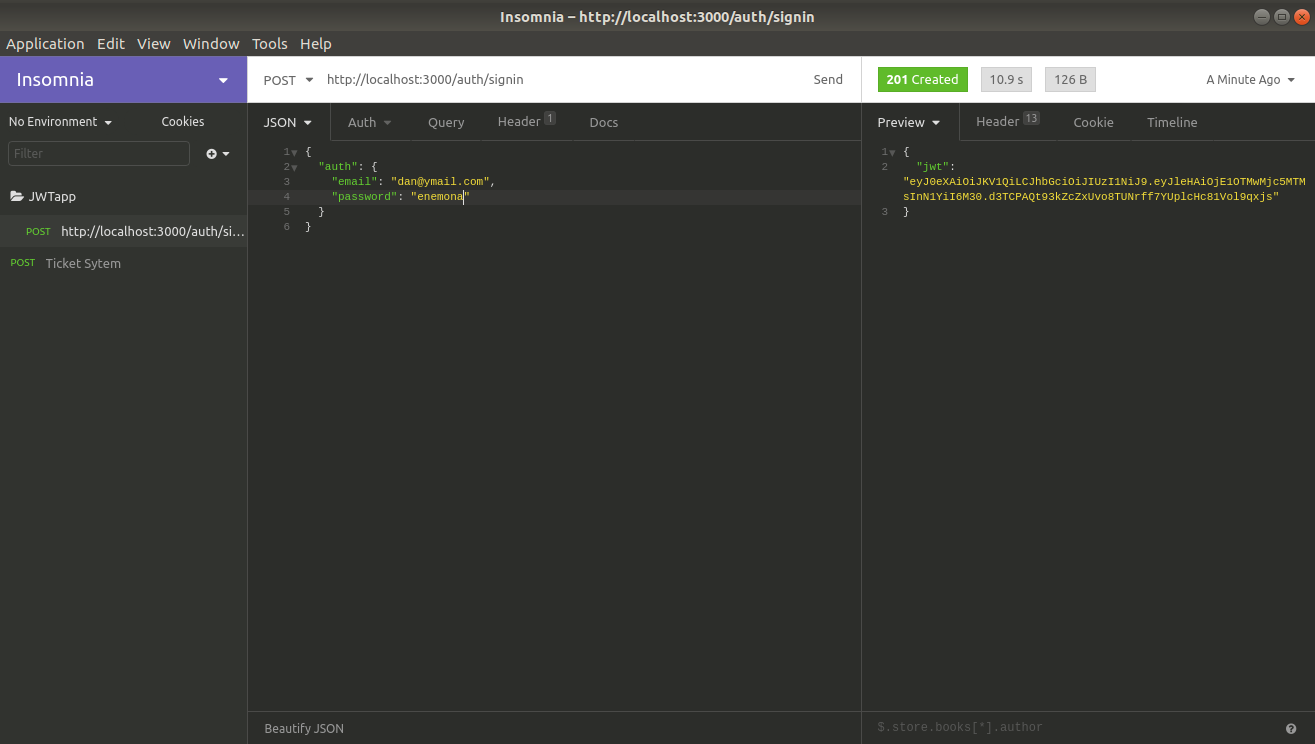 Insomnia – http://localhost:3000/auth/signin
Application Edit View Window Tools Help
Insomnia
POST http://localhost:3000/auth/signin Send
201 Created 10.9 s 126 B A Minute Ago
No Environment Cookies
JSON Auth Query Header 1 Docs
Preview Header 13 Cookie Timeline
Filter
JWTapp
POST http://localhost:3000/auth/si...
POST Ticket Sytem
1 {
2 "auth": {
3 "email": "dan@ymail.com",
4 "password": "enemona"
5 }
6 }
1 {
2 "jwt":
"eyJ0eXAiOiJKV1QiLCJhbGciOiJIUzI1NiJ9.eyJleHAiOjE1OTMwMjc5MTM
sInN1YiI6M30.d3TCPAQt93kZcZxUvo8TUNrff7YUplcHc81Vol9qxjs"
3 }
Beautify JSON
$.store.books[*].author